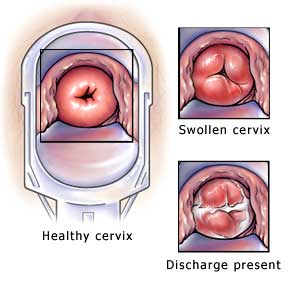 Swollen cervix
Healthy cervix
Discharge present